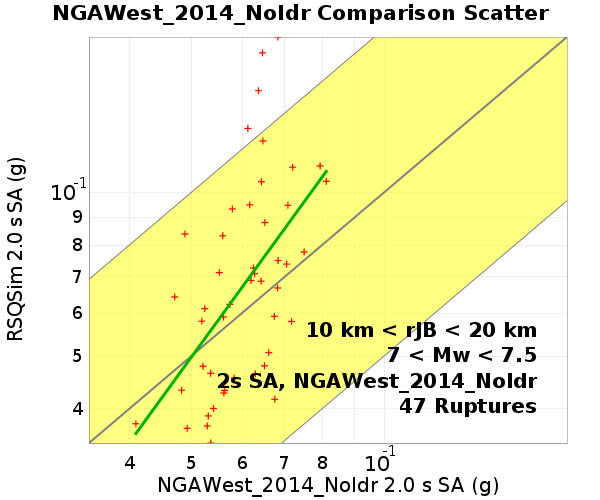 NGAWest_2014_NoIdr Comparison Scatter
RSQSim 2.0 s SA (g)
10-1
9
8
7
6
5
4
10 km < rJB < 20 km
7 < Mw < 7.5
2s SA, NGAWest_2014_NoIdr
47 Ruptures
4 5 6 7 8 10-1
NGAWest_2014_NoIdr 2.0 s SA (g)